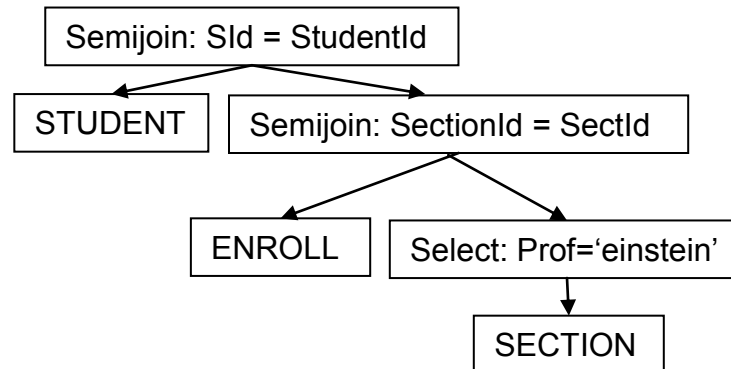 Semijoin: SId = StudentId
STUDENT
Semijoin: SectionId = SectId
ENROLL
Select: Prof=‘einstein’
SECTION